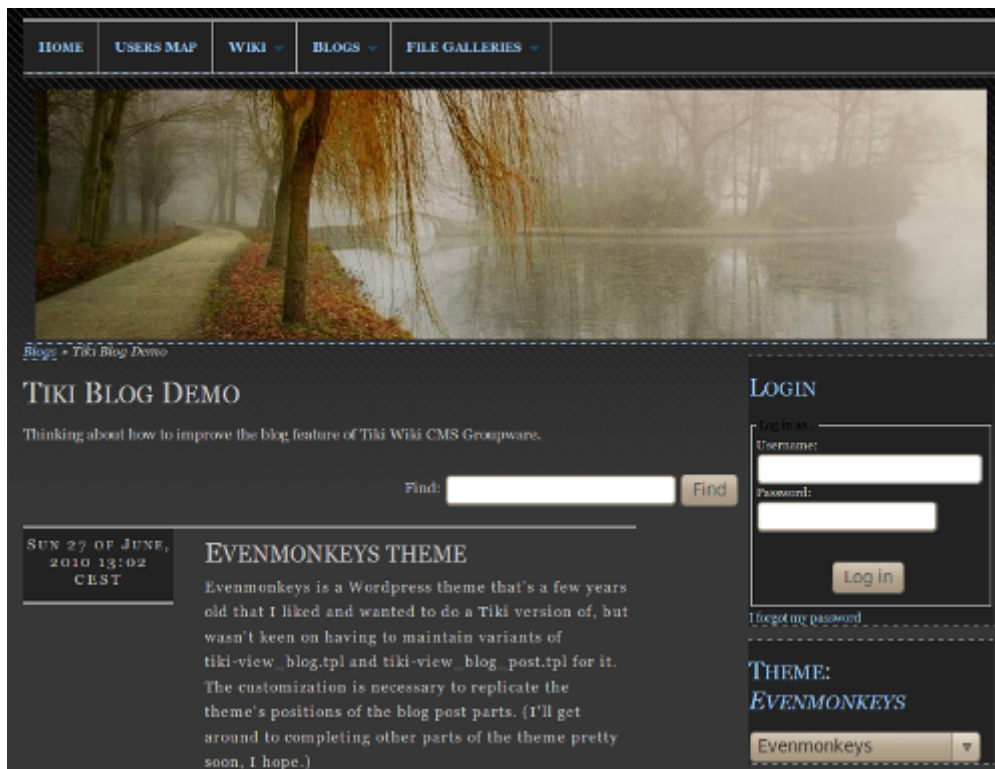 HOME USERS MAP WIKI BLOGS FILE GALLERIES
Blogs » Tiki Blog Demo
TIKI BLOG DEMO
Thinking about how to improve the blog feature of Tiki Wiki CMS Groupware.
Find: Find
SUN 27 OF JUNE,
2010 13:02
CEST
EVENMONKEYS THEME
Evenmonkeys is a Wordpress theme that's a few years
old that I liked and wanted to do a Tiki version of, but
wasn't keen on having to maintain variants of
tiki-view_blog.tpl and tiki-view_blog_post.tpl for it.
The customization is necessary to replicate the
theme's positions of the blog post parts. (I'll get
around to completing other parts of the theme pretty
soon, I hope.)
LOGIN
Log in as...
Username:
Password:
Log in
I forgot my password
THEME:
EVENMONKEYS
Evenmonkeys